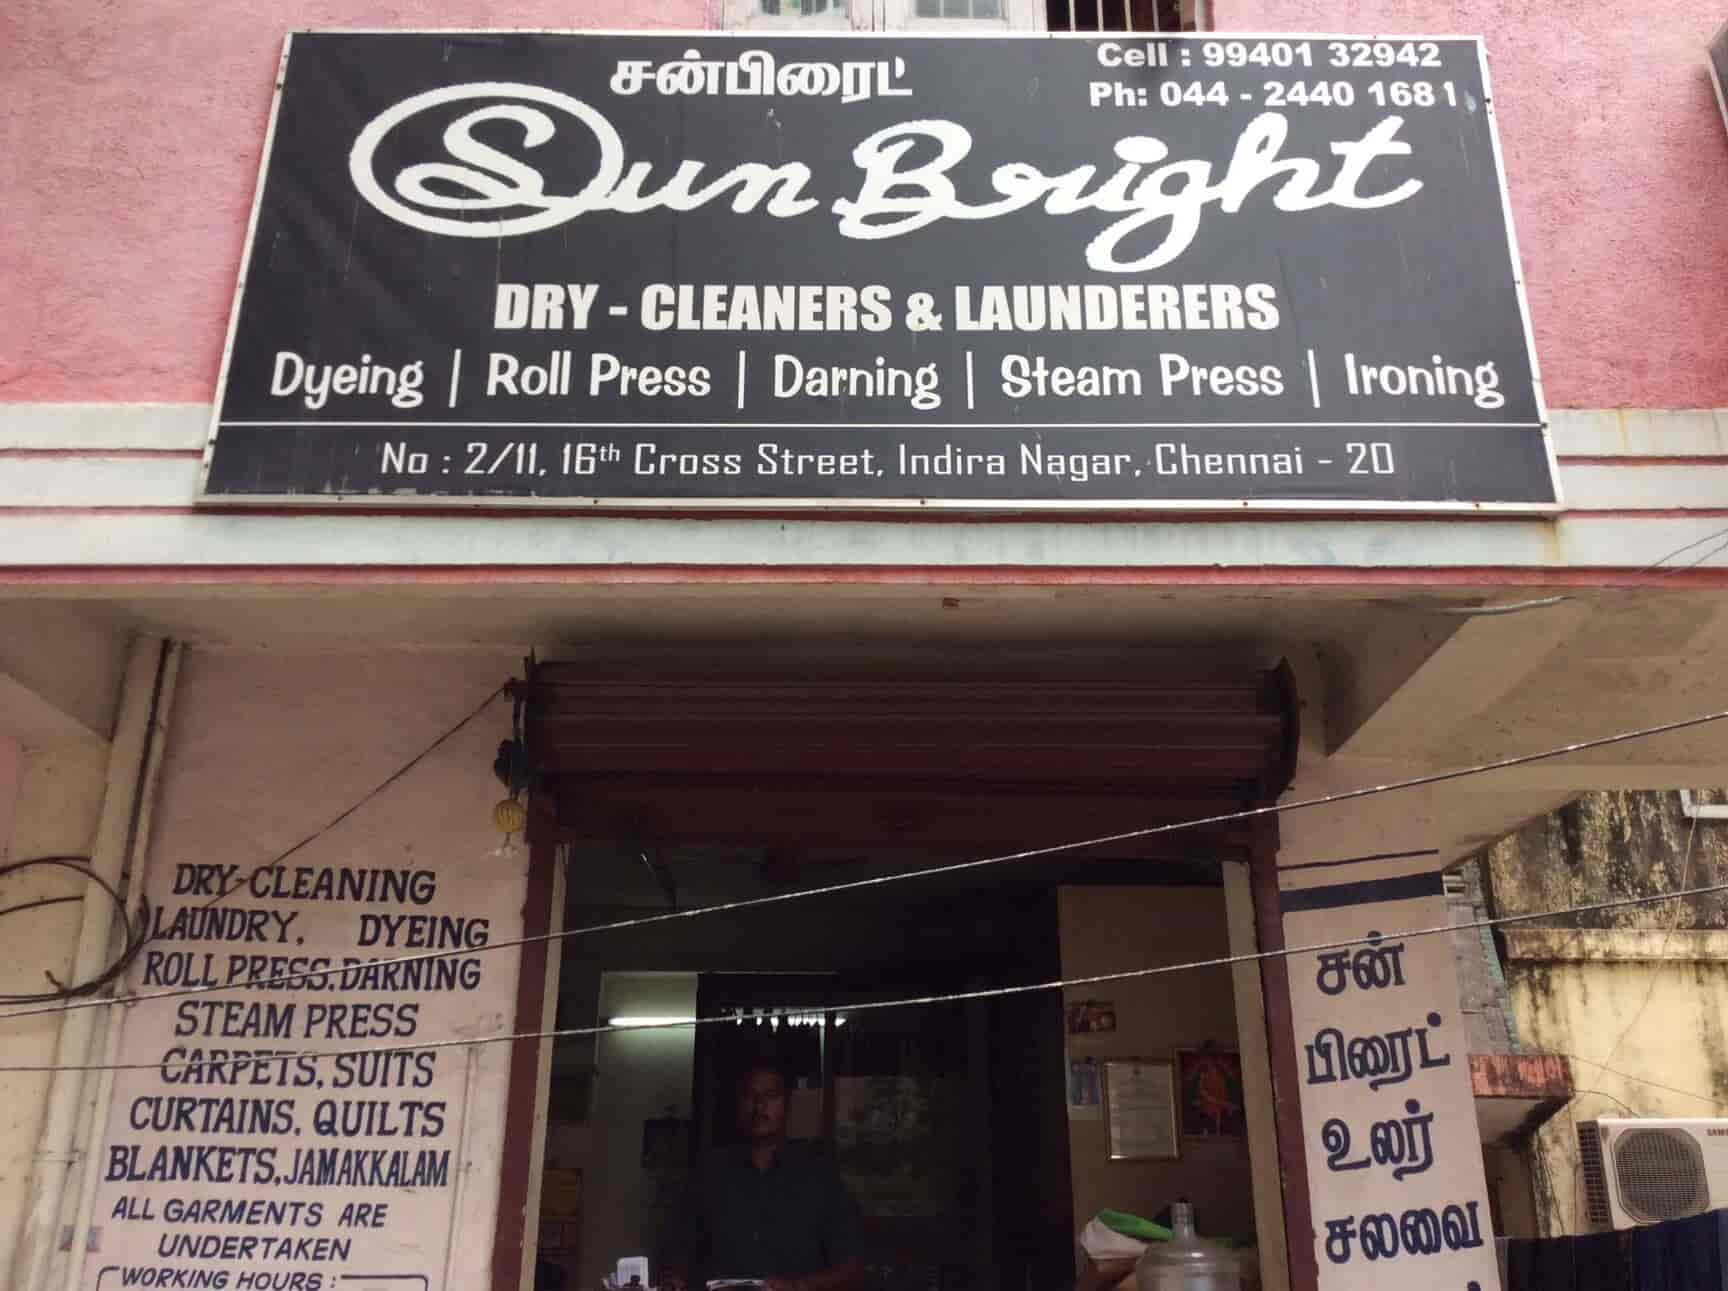 சன்பிரைட்
Cell : 99401 32942
Ph: 044 - 2440 1681
Sun Bright
DRY - CLEANERS & LAUNDERERS
Dyeing | Roll Press | Darning | Steam Press | Ironing
No : 2/11, 16th Cross Street, Indira Nagar, Chennai - 20
DRY-CLEANING
LAUNDRY, DYEING
ROLL PRESS, DARNING
STEAM PRESS
CARPETS, SUITS
CURTAINS, QUILTS
BLANKETS, JAMAKKALAM
ALL GARMENTS ARE
UNDERTAKEN
WORKING HOURS :
சன்
பிரைட்
உலர்
சலவை